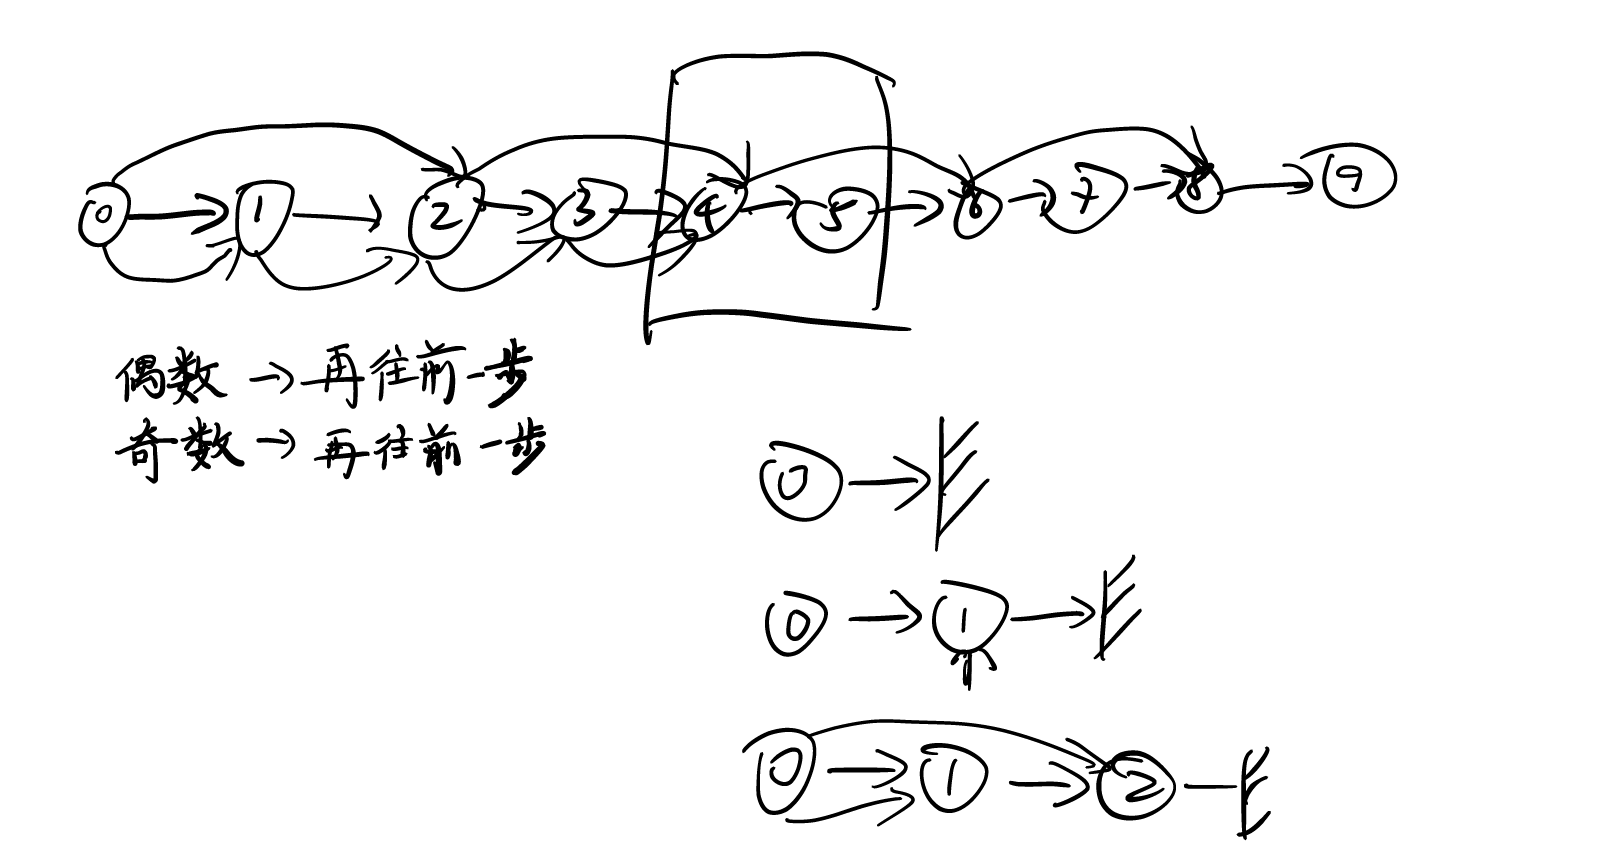 0 → 1 → 2 → 3 → 4 → 5 → 6 → 7 → 8 → 9
偶数 → 再往前一步
奇数 → 再往前一步
0 →
0 → 1 →
0 → 1 → 2